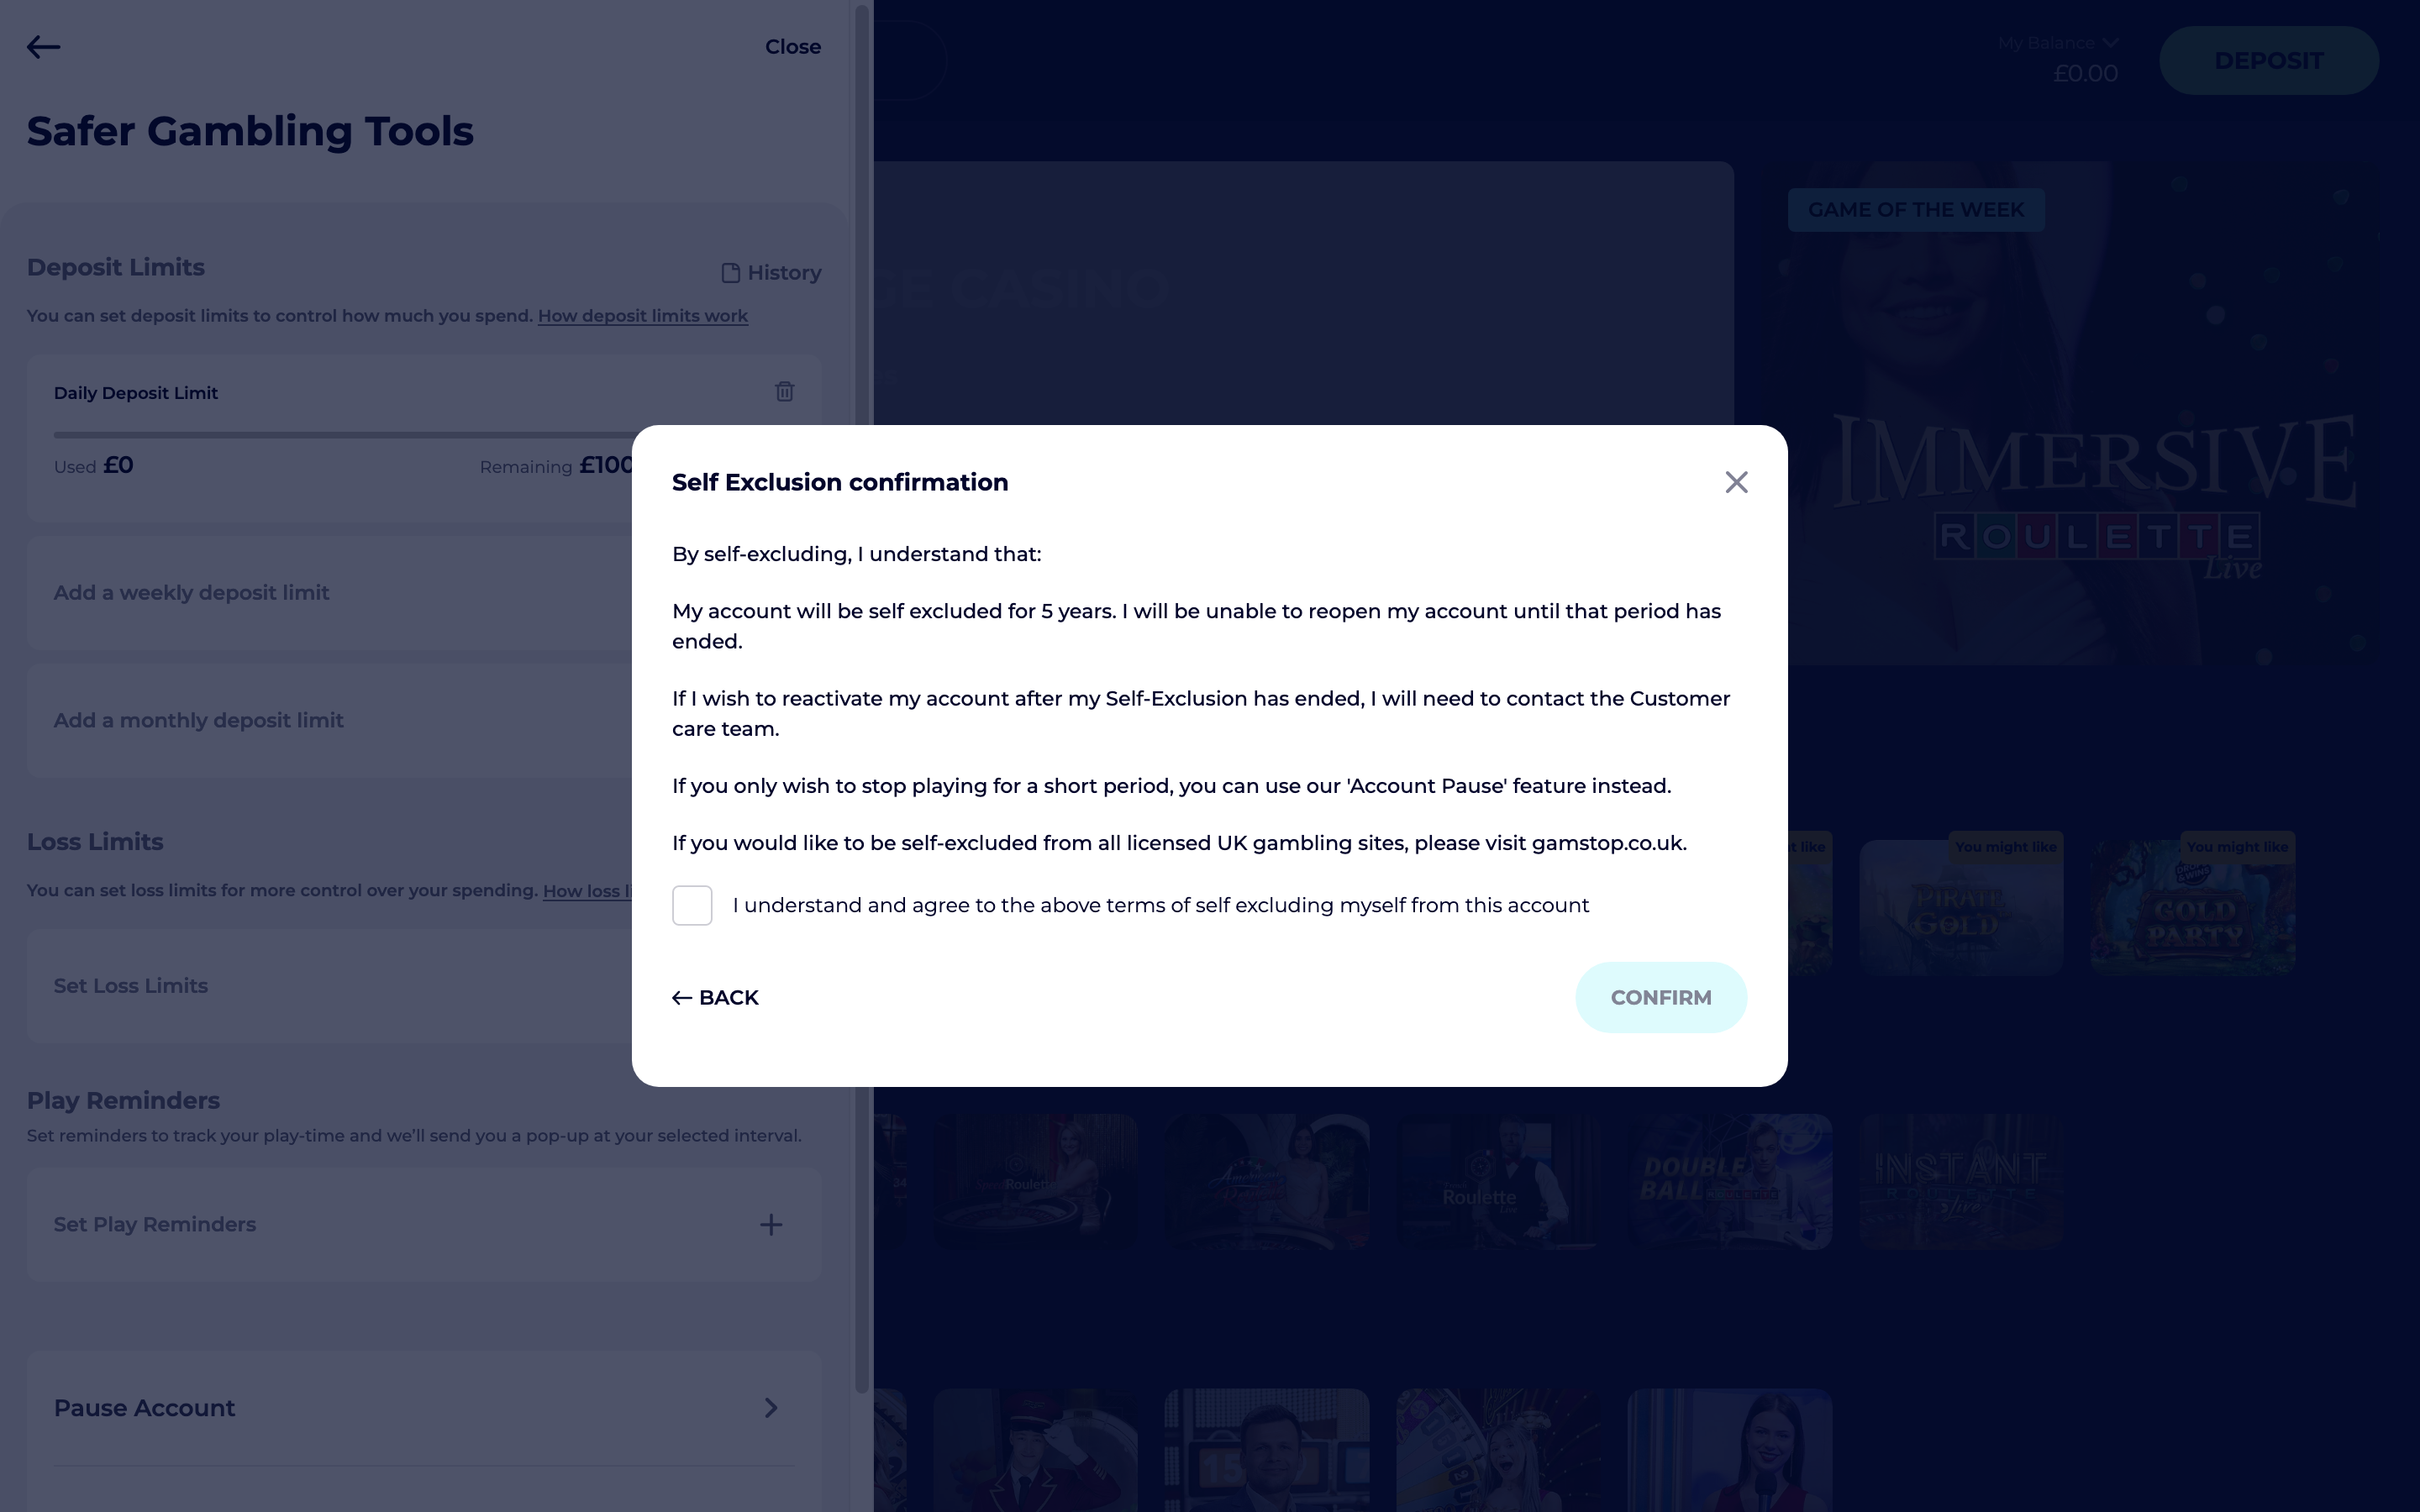 Close
Safer Gambling Tools
Deposit Limits
History
You can set deposit limits to control how much you spend. How deposit limits work
Daily Deposit Limit
Used £0
Remaining £100
Add a weekly deposit limit
Add a monthly deposit limit
Loss Limits
You can set loss limits for more control over your spending. How loss
Set Loss Limits
Play Reminders
Set reminders to track your play-time and we’ll send you a pop-up at your selected interval.
Set Play Reminders
Pause Account
My Balance
£0.00
DEPOSIT
CASINO
GAME OF THE WEEK
IMMERSIVE
ROULETTE
Live
Self Exclusion confirmation
By self-excluding, I understand that:
My account will be self excluded for 5 years. I will be unable to reopen my account until that period has
ended.
If I wish to reactivate my account after my Self-Exclusion has ended, I will need to contact the Customer
care team.
If you only wish to stop playing for a short period, you can use our 'Account Pause' feature instead.
If you would like to be self-excluded from all licensed UK gambling sites, please visit gamstop.co.uk.
I understand and agree to the above terms of self excluding myself from this account
BACK
CONFIRM
like
You might like
You might like
PIRATE
GOLD
GOLD
PARTY
Speed Roulette
American
Roulette
Live
DOUBLE
BALL
ROULETTE
INSTANT
ROULETTE
Live